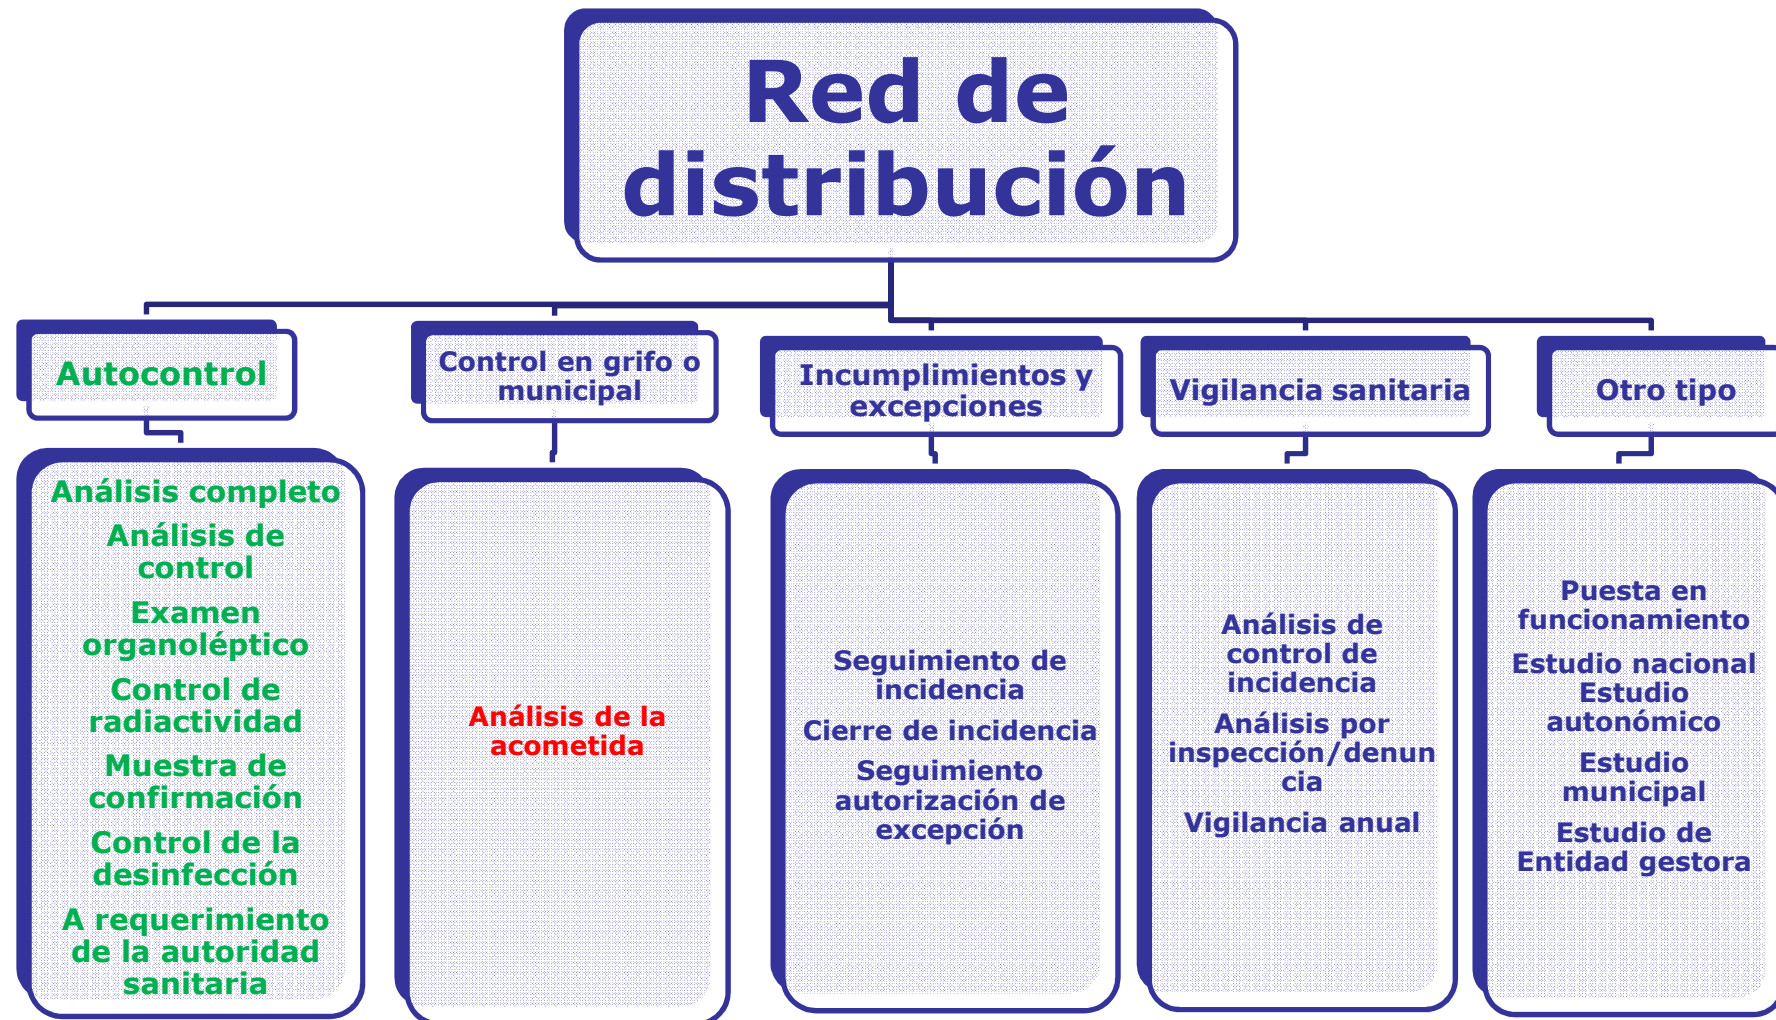 Red de
distribución
Autocontrol
Análisis completo
Análisis de
control
Examen
organoléptico
Control de
radiactividad
Muestra de
confirmación
Control de la
desinfección
A requerimiento
de la autoridad
sanitaria
Control en grifo o
municipal
Análisis de la
acometida
Incumplimientos y
excepciones
Seguimiento de
incidencia
Cierre de incidencia
Seguimiento
autorización de
excepción
Vigilancia sanitaria
Análisis de
control de
incidencia
Análisis por
inspección/denun
cia
Vigilancia anual
Otro tipo
Puesta en
funcionamiento
Estudio nacional
Estudio
autonómico
Estudio
municipal
Estudio de
Entidad gestora